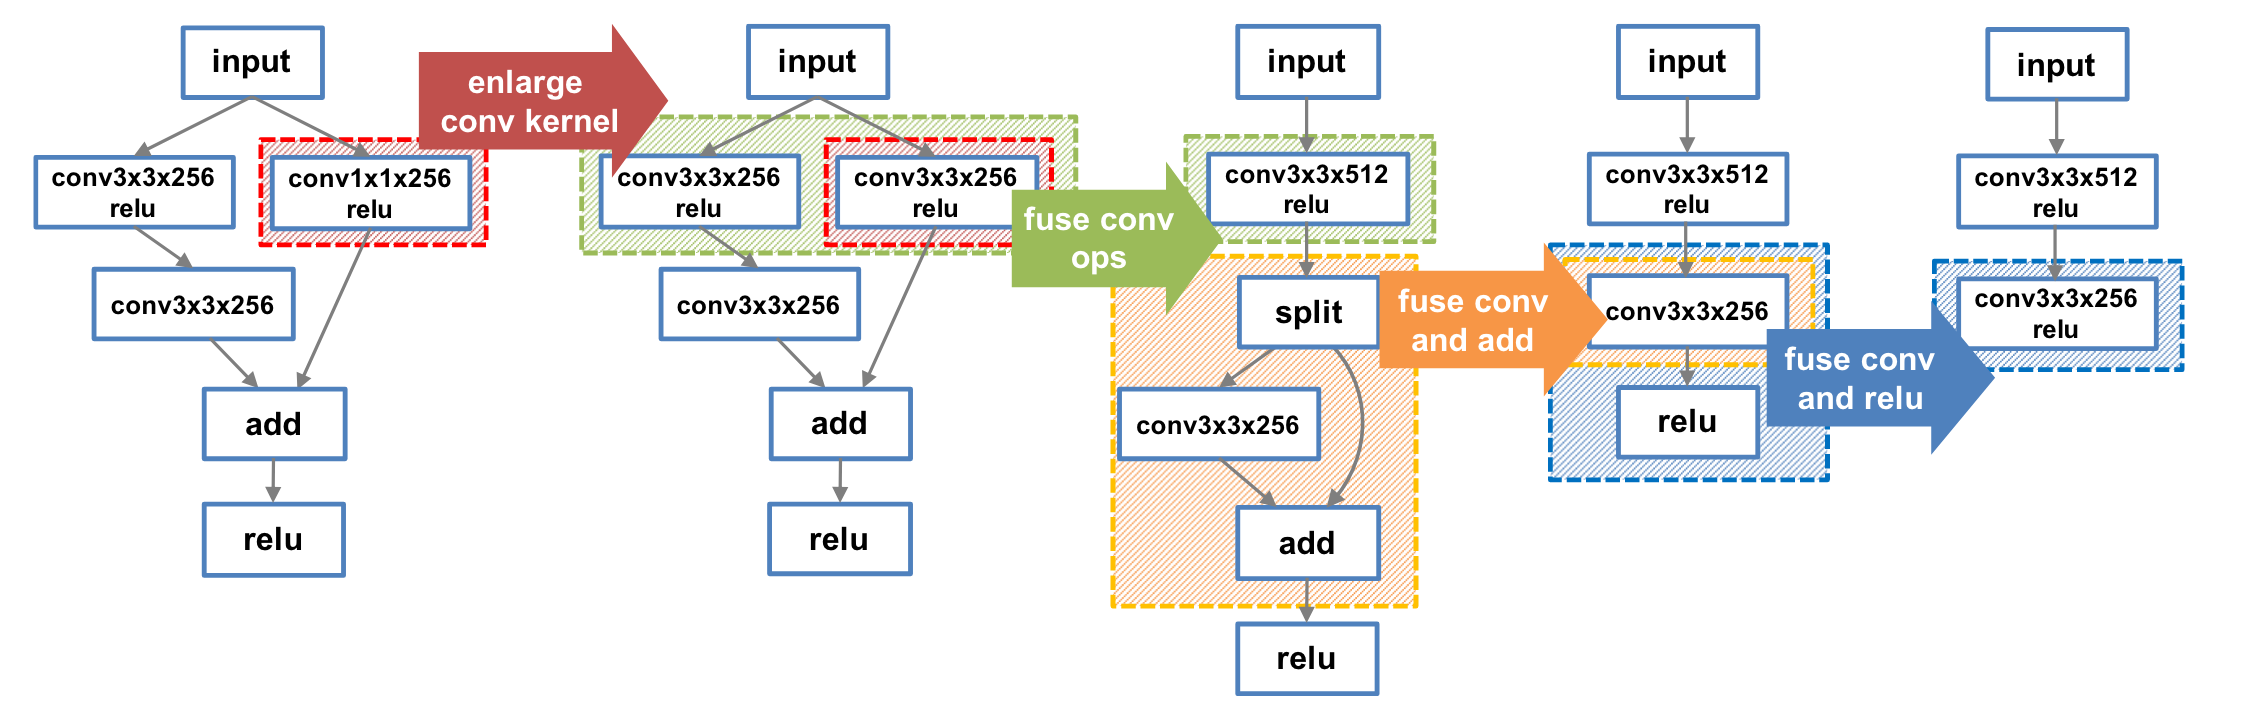 input
conv3x3x256
relu
conv1x1x256
relu
conv3x3x256
add
relu
enlarge
conv kernel
input
conv3x3x256
relu
conv3x3x256
relu
conv3x3x256
add
relu
fuse conv
ops
input
conv3x3x512
relu
split
conv3x3x256
add
relu
fuse conv
and add
input
conv3x3x512
relu
conv3x3x256
relu
fuse conv
and relu
input
conv3x3x512
relu
conv3x3x256
relu